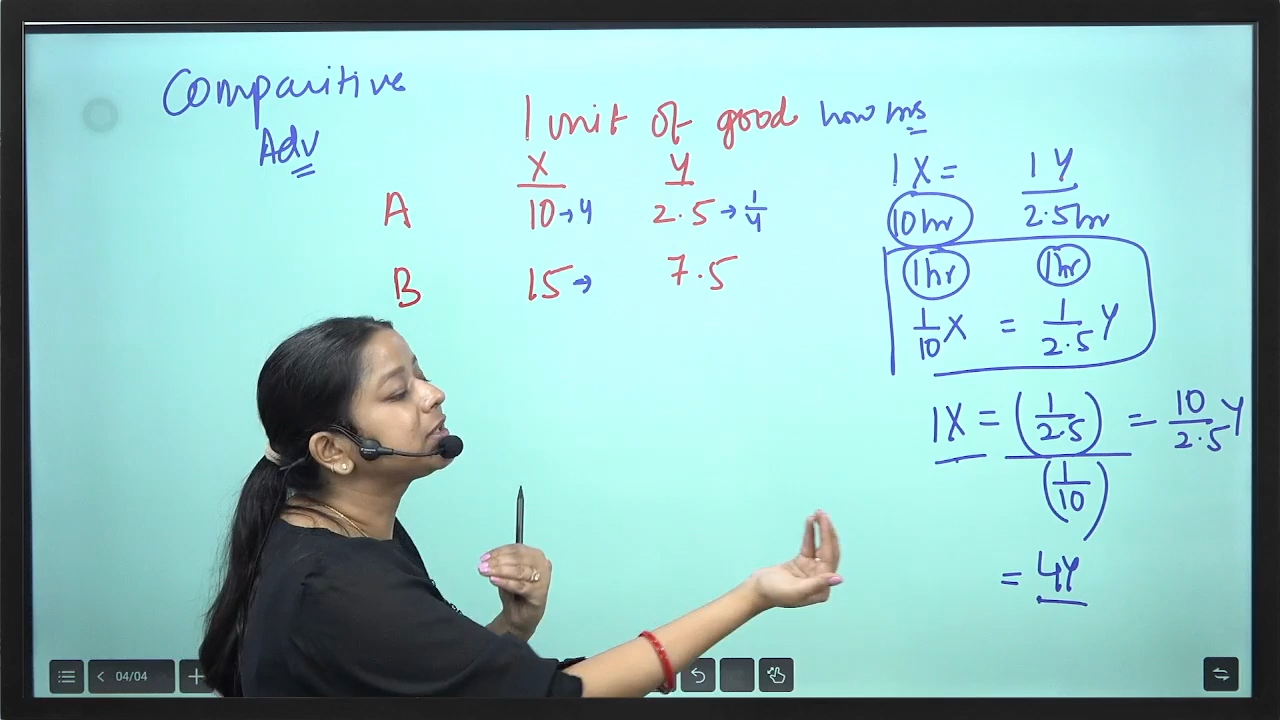 Comparitive
Adv
1 unit of good how ms
X Y
A 10→4 2.5→1/4
B 15→ 7.5
1X = 1Y
10hr 2.5hr
1hr 1hr
1/10 X = 1/2.5 Y
1X = (1/2.5) / (1/10) = 10/2.5 Y
= 4Y
04/04